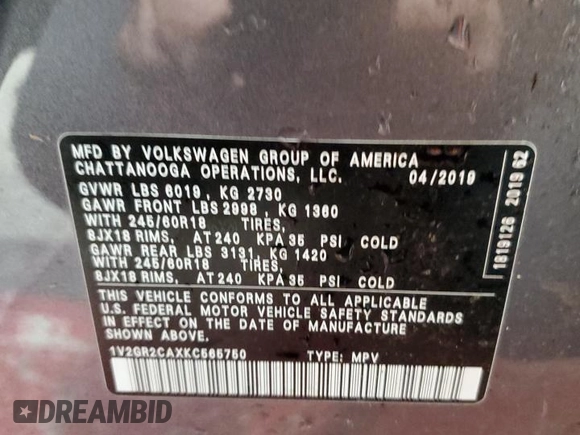 MFD BY VOLKSWAGEN GROUP OF AMERICA
CHATTANOOGA OPERATIONS, LLC. 04/2019
GVWR LBS 6019 , KG 2730
GAWR FRONT LBS 2998 , KG 1360
WITH 245/60R18 TIRES,
8JX18 RIMS, AT 240 KPA 35 PSI COLD
GAWR REAR LBS 3131, KG 1420
WITH 245/60R18 TIRES,
8JX18 RIMS, AT 240 KPA 35 PSI COLD
THIS VEHICLE CONFORMS TO ALL APPLICABLE
U.S. FEDERAL MOTOR VEHICLE SAFETY STANDARDS
IN EFFECT ON THE DATE OF MANUFACTURE
SHOWN ABOVE.
1V2GR2CAXKC565750 TYPE: MPV
1819126 2019 62
DREAMBID